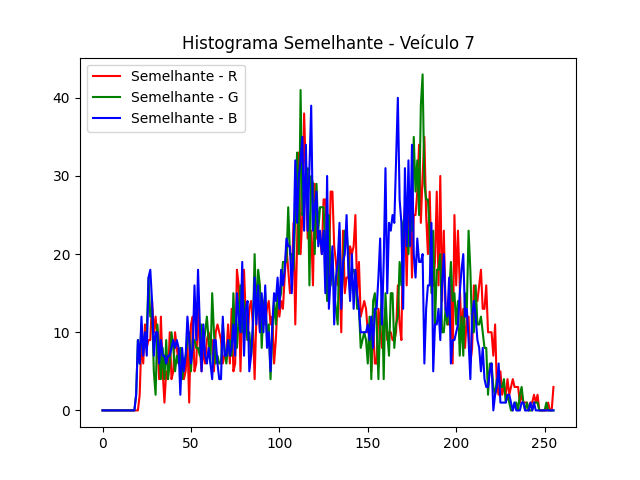 Histograma Semelhante - Veículo 7
Semelhante - R
Semelhante - G
Semelhante - B
40
30
20
10
0
0 50 100 150 200 250